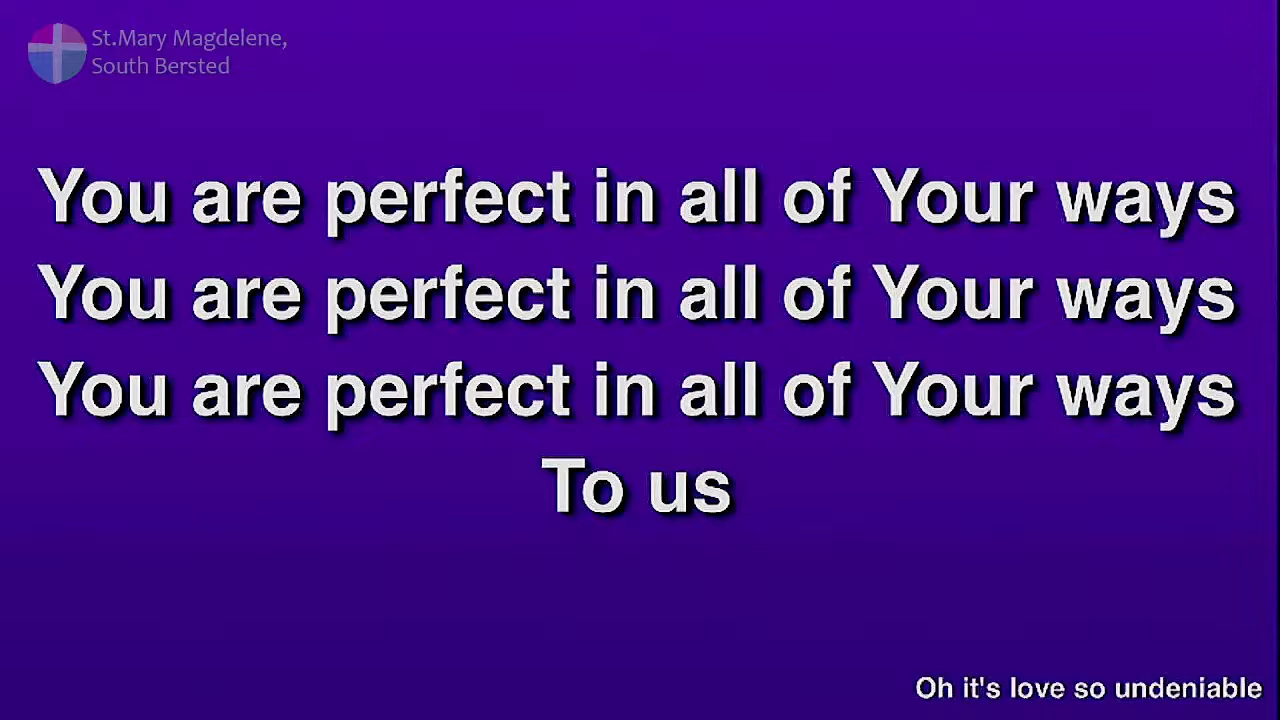 St.Mary Magdelene,
South Bersted
You are perfect in all of Your ways
You are perfect in all of Your ways
You are perfect in all of Your ways
To us
Oh it's love so undeniable